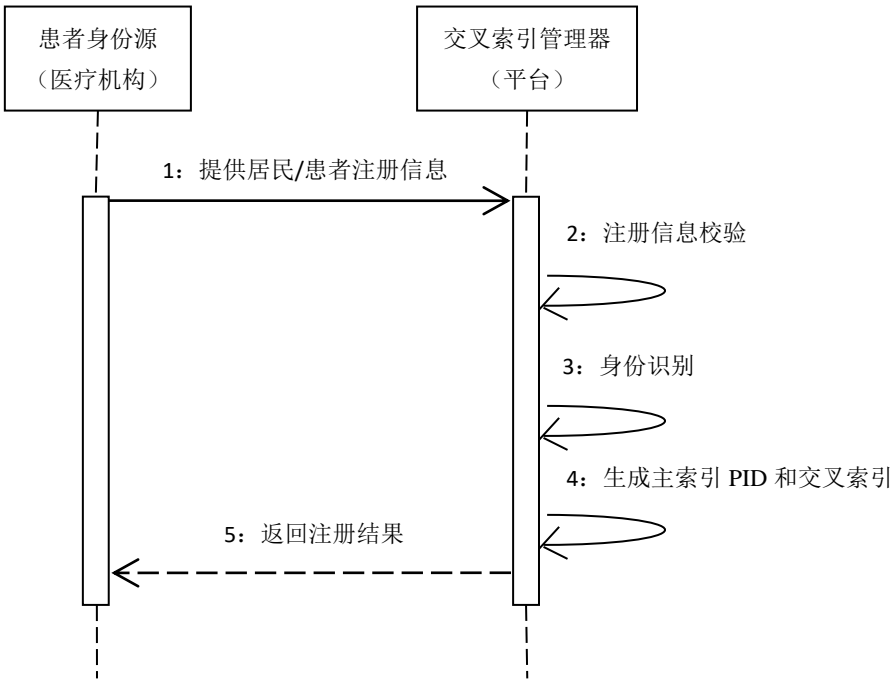 患者身份源
（医疗机构）
交叉索引管理器
（平台）
1：提供居民/患者注册信息
2：注册信息校验
3：身份识别
4：生成主索引 PID 和交叉索引
5：返回注册结果